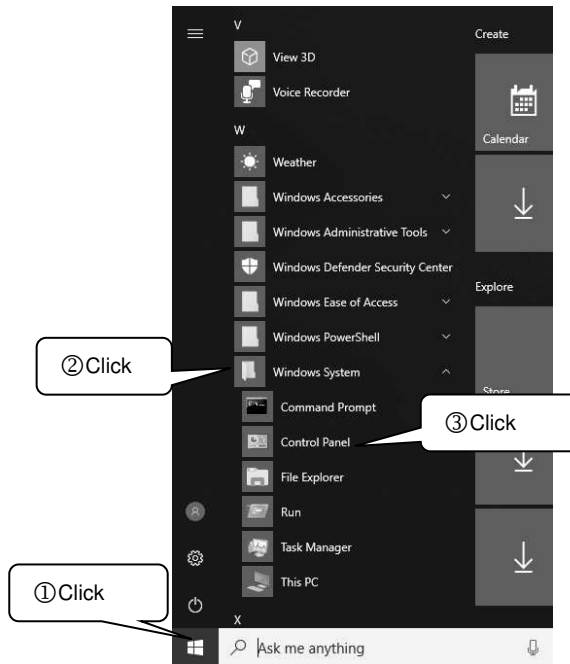 V
Create
View 3D
Voice Recorder
Calendar
W
Weather
Windows Accessories
Windows Administrative Tools
Windows Defender Security Center
Explore
Windows Ease of Access
Windows PowerShell
②Click
Windows System
Store
Command Prompt
③Click
Control Panel
File Explorer
Run
Task Manager
This PC
①Click
X
Ask me anything